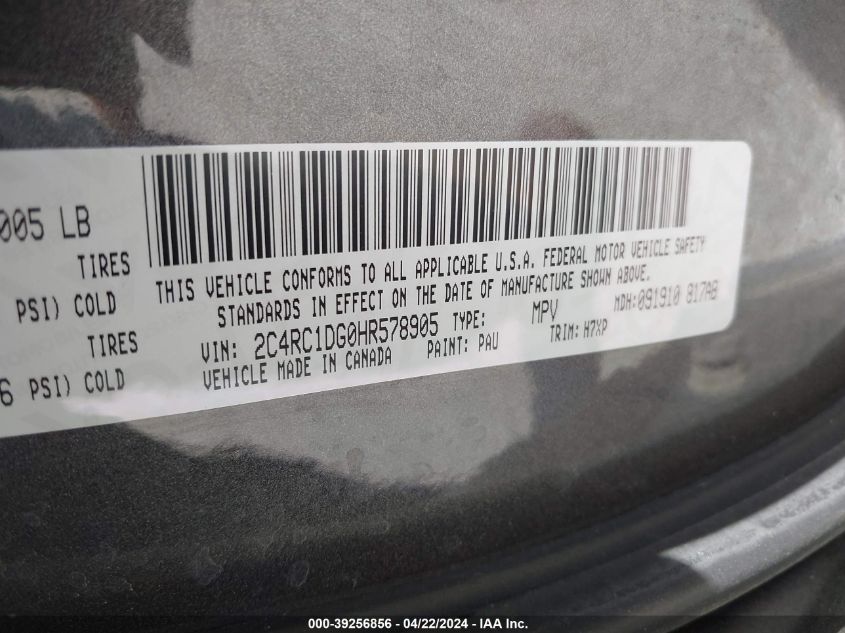 005 LB
TIRES
PSI) COLD
TIRES
6 PSI) COLD
THIS VEHICLE CONFORMS TO ALL APPLICABLE U.S.A. FEDERAL MOTOR VEHICLE SAFETY
STANDARDS IN EFFECT ON THE DATE OF MANUFACTURE SHOWN ABOVE.
VIN: 2C4RC1DG0HR578905 TYPE: MPV MDH:091910 817AB
VEHICLE MADE IN CANADA PAINT: PAU TRIM: H7XP
000-39256856 - 04/22/2024 - IAA Inc.